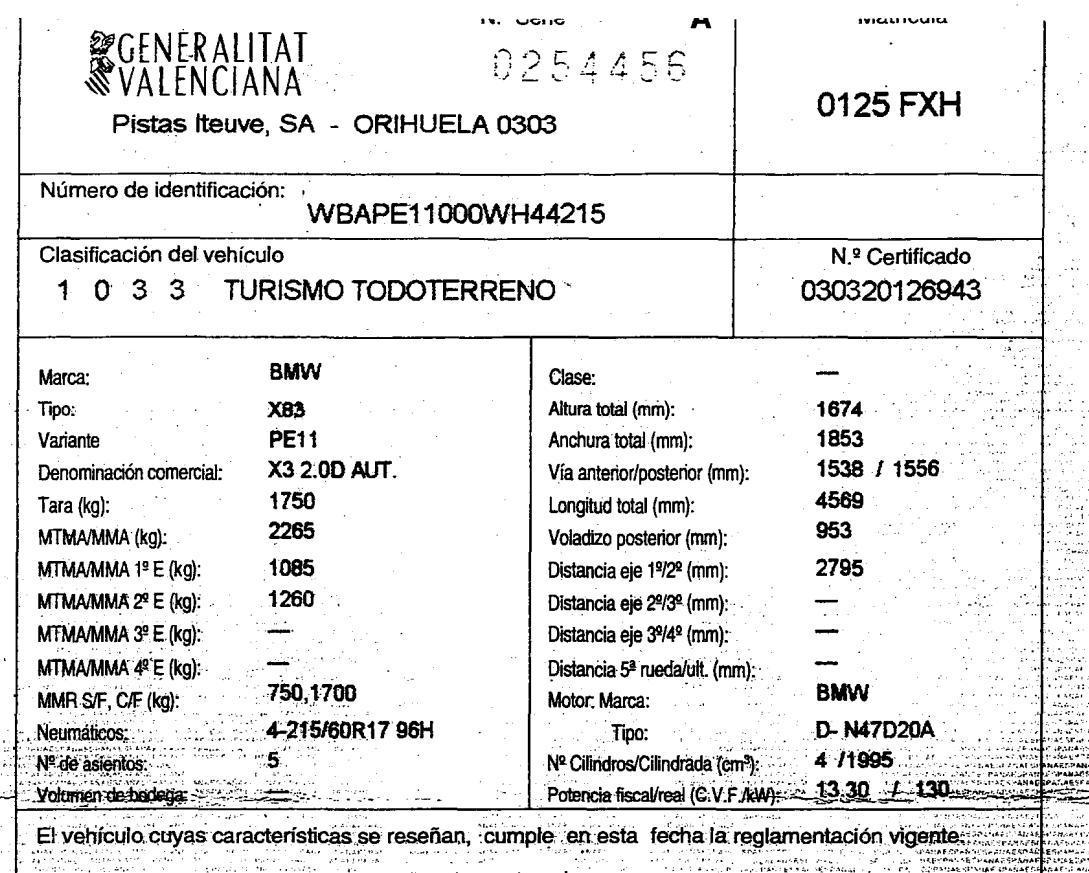 N. Serie A Matrícula
GENERALITAT
VALENCIANA
0254456
0125 FXH
Pistas Iteuve, SA - ORIHUELA 0303
Número de identificación:
WBAPE11000WH44215
Clasificación del vehículo
N.º Certificado
1 0 3 3 TURISMO TODOTERRENO
030320126943
Marca: BMW
Tipo: X83
Variante PE11
Denominación comercial: X3 2.0D AUT.
Tara (kg): 1750
MTMA/MMA (kg): 2265
MTMA/MMA 1º E (kg): 1085
MTMA/MMA 2º E (kg): 1260
MTMA/MMA 3º E (kg): —
MTMA/MMA 4º E (kg): —
MMR S/F, C/F (kg): 750,1700
Neumáticos: 4-215/60R17 96H
Nº de asientos: 5
Volumen de bodega: —
Clase: —
Altura total (mm): 1674
Anchura total (mm): 1853
Vía anterior/posterior (mm): 1538 / 1556
Longitud total (mm): 4569
Voladizo posterior (mm): 953
Distancia eje 1º/2º (mm): 2795
Distancia eje 2º/3º (mm): —
Distancia eje 3º/4º (mm): —
Distancia 5ª rueda/ult. (mm): —
Motor: Marca: BMW
Tipo: D- N47D20A
Nº Cilindros/Cilindrada (cm³): 4 /1995
Potencia fiscal/real (C.V.F./kW): 13.30 / 130
El vehículo cuyas características se reseñan, cumple en esta fecha la reglamentación vigente.